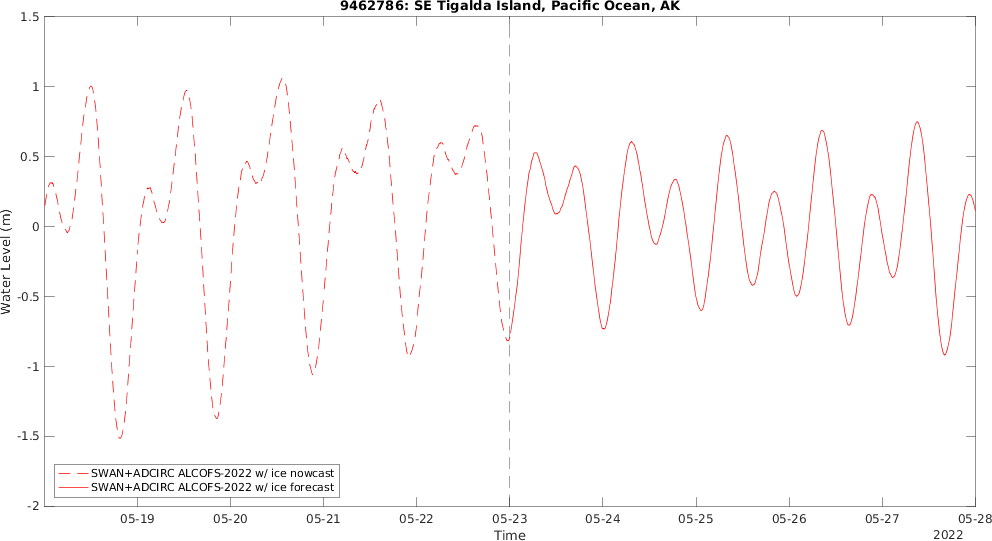 9462786: SE Tigalda Island, Pacific Ocean, AK
1.5
1
0.5
0
-0.5
-1
-1.5
-2
Water Level (m)
SWAN+ADCIRC ALCOFS-2022 w/ ice nowcast
SWAN+ADCIRC ALCOFS-2022 w/ ice forecast
05-19 05-20 05-21 05-22 05-23 05-24 05-25 05-26 05-27 05-28
Time
2022